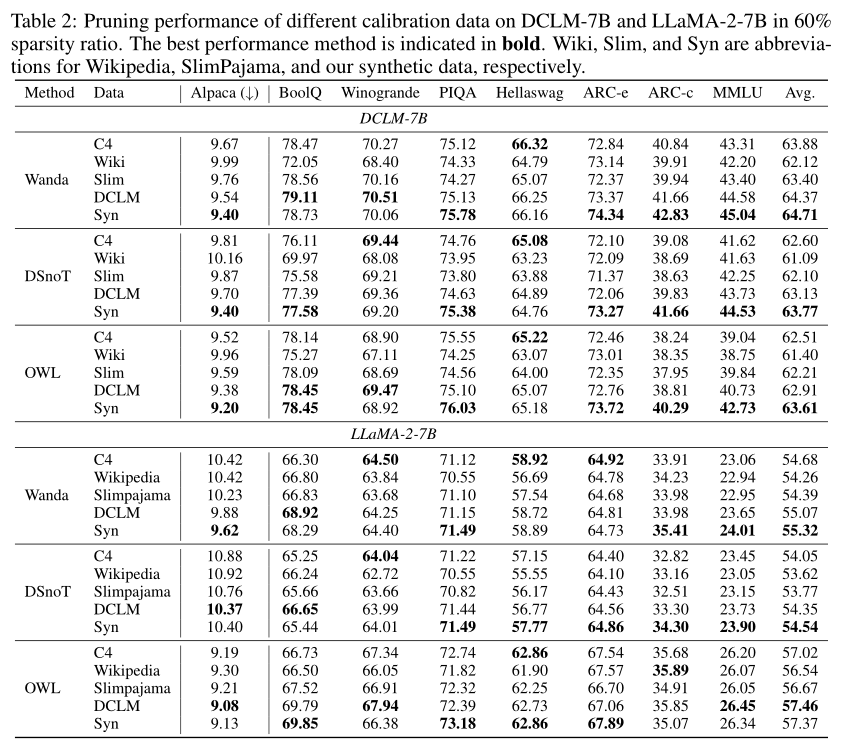 Table 2: Pruning performance of different calibration data on DCLM-7B and LLaMA-2-7B in 60%
sparsity ratio. The best performance method is indicated in bold. Wiki, Slim, and Syn are abbrevia-
tions for Wikipedia, SlimPajama, and our synthetic data, respectively.
Method Data Alpaca (↓) BoolQ Winogrande PIQA Hellaswag ARC-e ARC-c MMLU Avg.
DCLM-7B
Wanda
C4 9.67 78.47 70.27 75.12 66.32 72.84 40.84 43.31 63.88
Wiki 9.99 72.05 68.40 74.33 64.79 73.14 39.91 42.20 62.12
Slim 9.76 78.56 70.16 74.27 65.07 72.37 39.94 43.40 63.40
DCLM 9.54 79.11 70.51 75.13 66.25 73.37 41.66 44.58 64.37
Syn 9.40 78.73 70.06 75.78 66.16 74.34 42.83 45.04 64.71
DSnoT
C4 9.81 76.11 69.44 74.76 65.08 72.10 39.08 41.62 62.60
Wiki 10.16 69.97 68.08 73.95 63.23 72.09 38.69 41.63 61.09
Slim 9.87 75.58 69.21 73.80 63.88 71.37 38.63 42.25 62.10
DCLM 9.70 77.39 69.36 74.63 64.89 72.06 39.83 43.73 63.13
Syn 9.40 77.58 69.20 75.38 64.76 73.27 41.66 44.53 63.77
OWL
C4 9.52 78.14 68.90 75.55 65.22 72.46 38.24 39.04 62.51
Wiki 9.96 75.27 67.11 74.25 63.07 73.01 38.35 38.75 61.40
Slim 9.59 78.09 68.69 74.56 64.00 72.35 37.95 39.84 62.21
DCLM 9.38 78.45 69.47 75.10 65.07 72.76 38.81 40.73 62.91
Syn 9.20 78.45 68.92 76.03 65.18 73.72 40.29 42.73 63.61
LLaMA-2-7B
Wanda
C4 10.42 66.30 64.50 71.12 58.92 64.92 33.91 23.06 54.68
Wikipedia 10.42 66.80 63.84 70.55 56.69 64.78 34.23 22.94 54.26
Slimpajama 10.23 66.83 63.68 71.10 57.54 64.68 33.98 22.95 54.39
DCLM 9.88 68.92 64.25 71.15 58.72 64.81 33.98 23.65 55.07
Syn 9.62 68.29 64.40 71.49 58.89 64.73 35.41 24.01 55.32
DSnoT
C4 10.88 65.25 64.04 71.22 57.15 64.40 32.82 23.45 54.05
Wikipedia 10.92 66.24 62.72 70.55 55.55 64.10 33.16 23.05 53.62
Slimpajama 10.76 65.66 63.66 70.82 56.17 64.43 32.51 23.15 53.77
DCLM 10.37 66.65 63.99 71.44 56.77 64.56 33.30 23.73 54.35
Syn 10.40 65.44 64.01 71.49 57.77 64.86 34.30 23.90 54.54
OWL
C4 9.19 66.73 67.34 72.74 62.86 67.54 35.68 26.20 57.02
Wikipedia 9.30 66.50 66.05 71.82 61.90 67.57 35.89 26.07 56.54
Slimpajama 9.21 67.52 66.91 72.32 62.25 66.70 34.91 26.05 56.67
DCLM 9.08 69.79 67.94 72.39 62.73 67.06 35.85 26.45 57.46
Syn 9.13 69.85 66.38 73.18 62.86 67.89 35.07 26.34 57.37